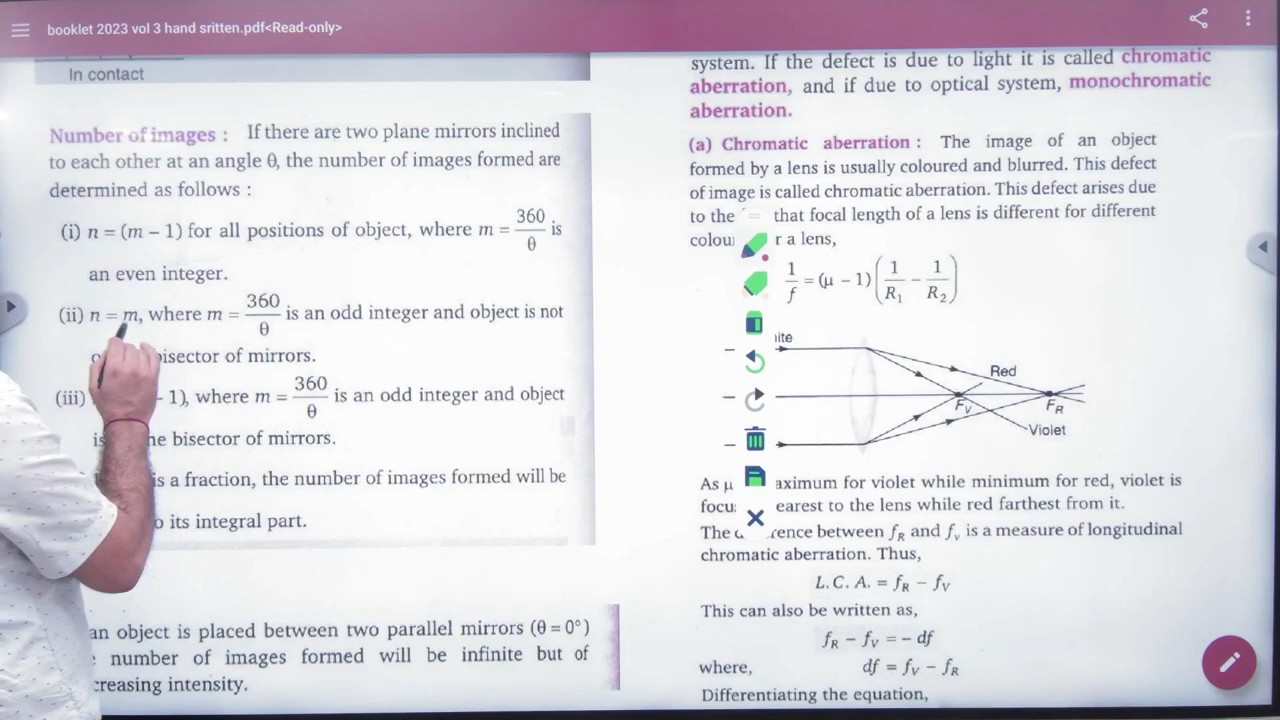 booklet 2023 vol 3 hand sritten.pdf<Read-only>
In contact
Number of images : If there are two plane mirrors inclined
to each other at an angle θ, the number of images formed are
determined as follows :
(i) n = (m − 1) for all positions of object, where m = 360/θ is
an even integer.
(ii) n = m, where m = 360/θ is an odd integer and object is not
bisector of mirrors.
(iii) − 1), where m = 360/θ is an odd integer and object
is he bisector of mirrors.
is a fraction, the number of images formed will be
its integral part.
an object is placed between two parallel mirrors (θ = 0°)
number of images formed will be infinite but of
creasing intensity.
system. If the defect is due to light it is called chromatic
aberration, and if due to optical system, monochromatic
aberration.
(a) Chromatic aberration : The image of an object
formed by a lens is usually coloured and blurred. This defect
of image is called chromatic aberration. This defect arises due
to the that focal length of a lens is different for different
colou r a lens,
1/f = (μ − 1) (1/R₁ − 1/R₂)
ite
Red
F_V
F_R
Violet
As μ aximum for violet while minimum for red, violet is
focu earest to the lens while red farthest from it.
The rence between f_R and f_v is a measure of longitudinal
chromatic aberration. Thus,
L. C. A. = f_R − f_V
This can also be written as,
f_R − f_V = − df
where, df = f_V − f_R
Differentiating the equation,